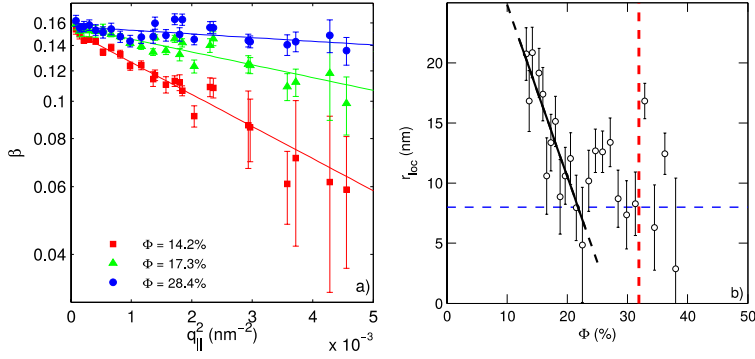 0.16
0.14
0.12
0.1
0.08
0.06
0.04
β
Φ = 14.2%
Φ = 17.3%
Φ = 28.4%
a)
0 1 2 3 4 5
q||² (nm⁻²) x 10⁻³
20
15
10
5
0
r_loc (nm)
b)
0 10 20 30 40 50
Φ (%)